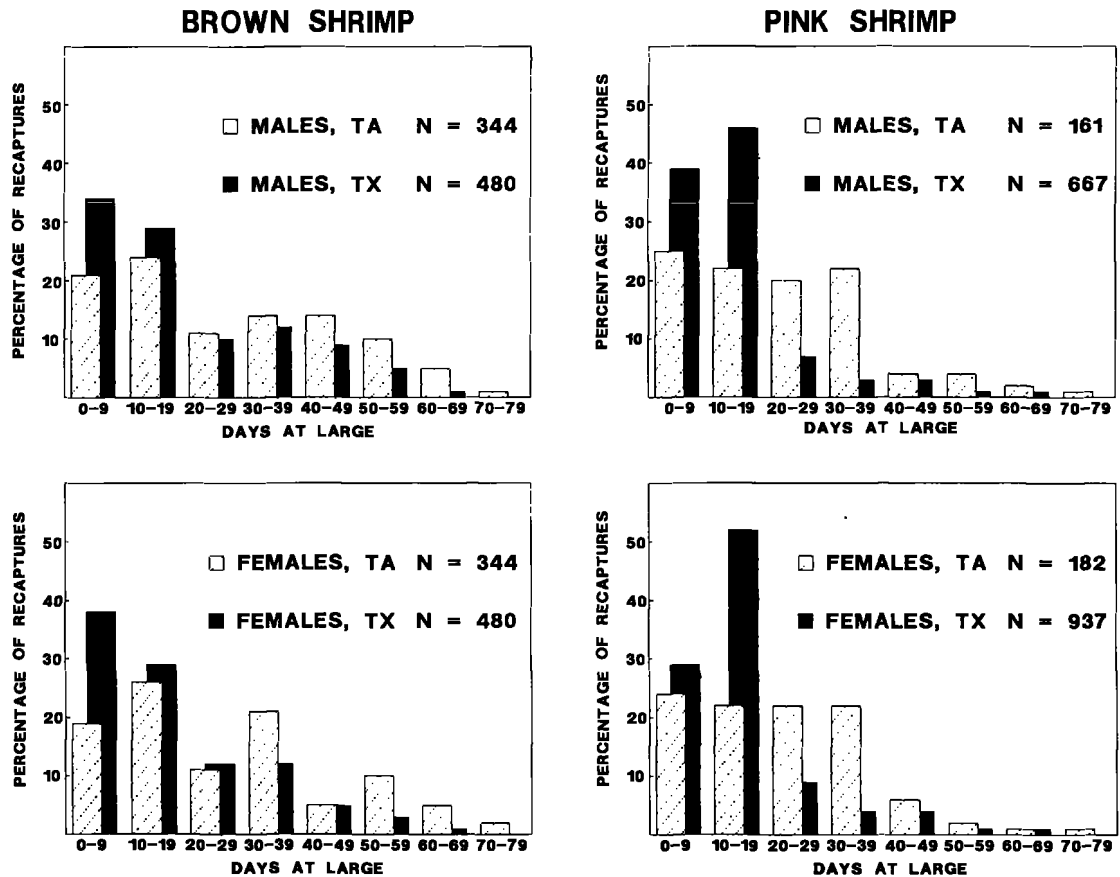 BROWN SHRIMP
PERCENTAGE OF RECAPTURES
50
40
30
20
10
MALES, TA N = 344
MALES, TX N = 480
0-9 10-19 20-29 30-39 40-49 50-59 60-69 70-79
DAYS AT LARGE
PINK SHRIMP
PERCENTAGE OF RECAPTURES
50
40
30
20
10
MALES, TA N = 161
MALES, TX N = 667
0-9 10-19 20-29 30-39 40-49 50-59 60-69 70-79
DAYS AT LARGE
PERCENTAGE OF RECAPTURES
50
40
30
20
10
FEMALES, TA N = 344
FEMALES, TX N = 480
0-9 10-19 20-29 30-39 40-49 50-59 60-69 70-79
DAYS AT LARGE
PERCENTAGE OF RECAPTURES
50
40
30
20
10
FEMALES, TA N = 182
FEMALES, TX N = 937
0-9 10-19 20-29 30-39 40-49 50-59 60-69 70-79
DAYS AT LARGE